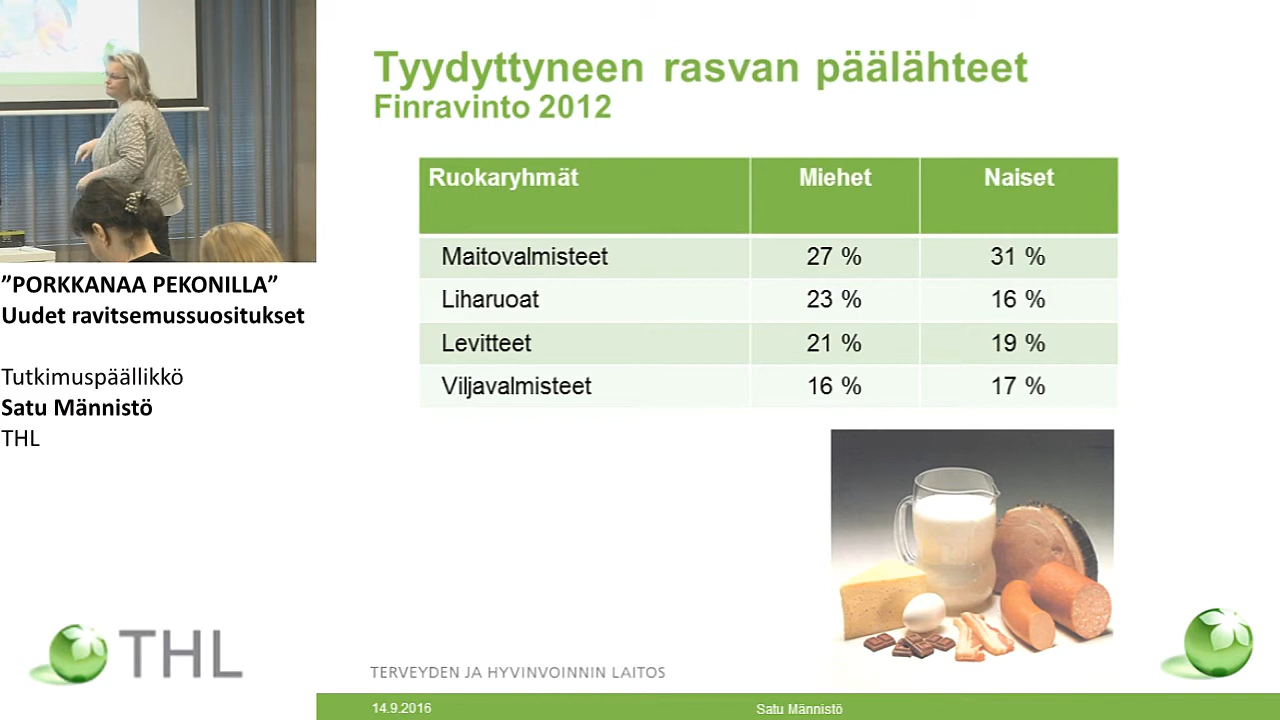 ”PORKKANAA PEKONILLA”
Uudet ravitsemussuositukset
Tutkimuspäällikkö
Satu Männistö
THL
THL
Tyydyttyneen rasvan päälähteet
Finravinto 2012
Ruokaryhmät Miehet Naiset
Maitovalmisteet 27 % 31 %
Liharuoat 23 % 16 %
Levitteet 21 % 19 %
Viljavalmisteet 16 % 17 %
TERVEYDEN JA HYVINVOINNIN LAITOS
14.9.2016 Satu Männistö